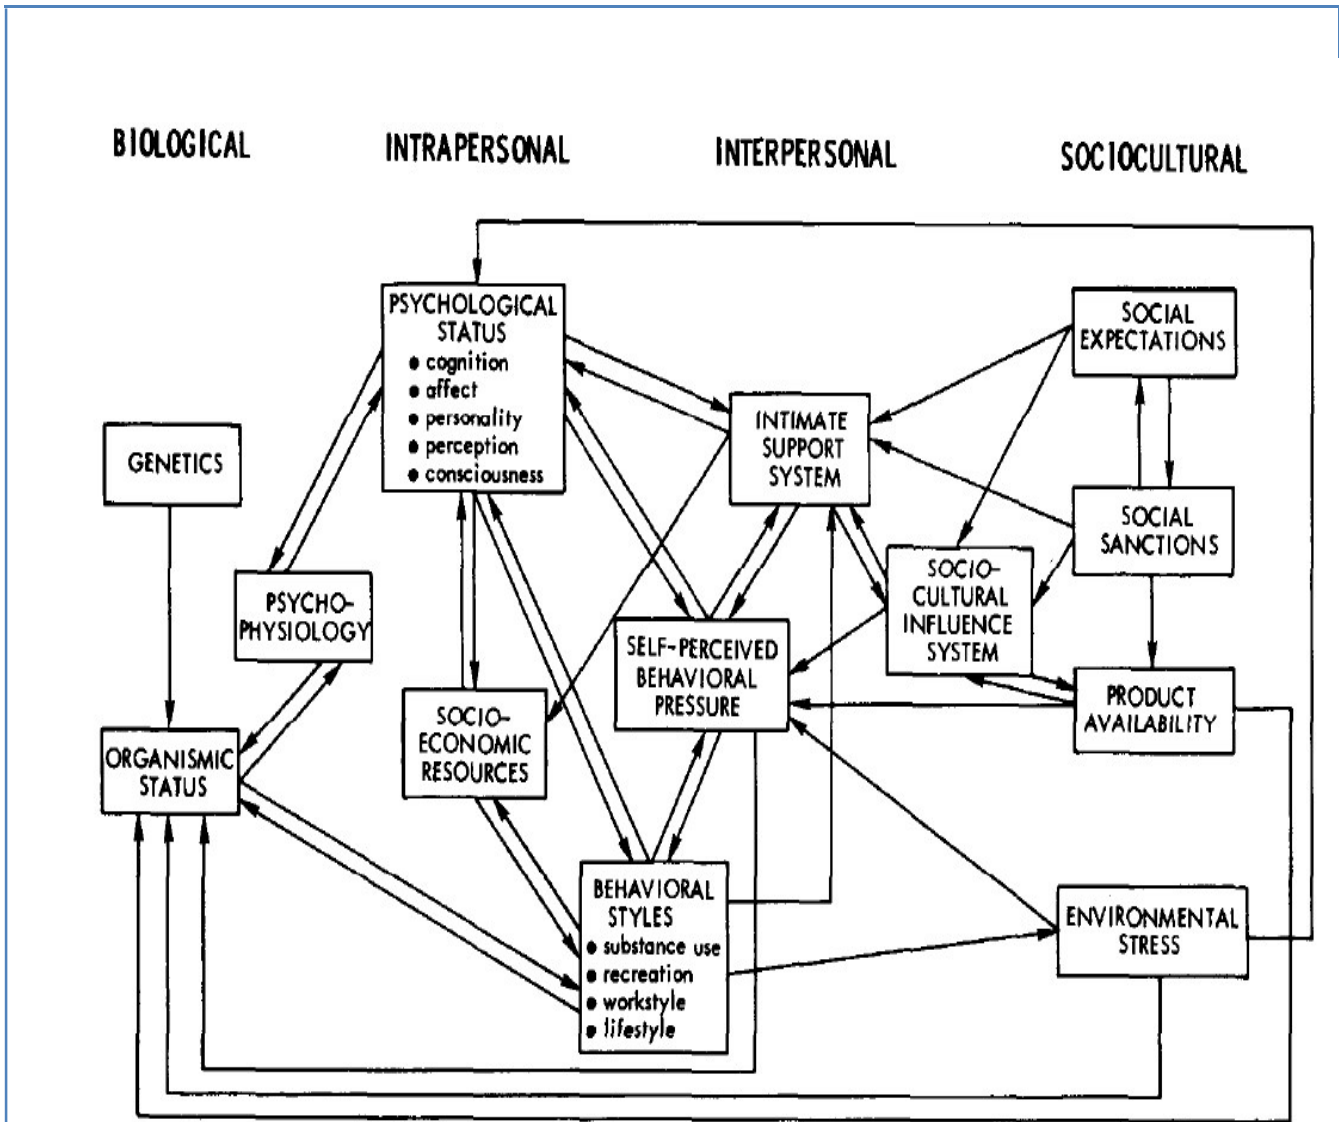 BIOLOGICAL
INTRAPERSONAL
INTERPERSONAL
SOCIOCULTURAL
PSYCHOLOGICAL
STATUS
• cognition
• affect
• personality
• perception
• consciousness
SOCIAL
EXPECTATIONS
INTIMATE
SUPPORT
SYSTEM
GENETICS
SOCIAL
SANCTIONS
SOCIO-
CULTURAL
INFLUENCE
SYSTEM
PSYCHO-
PHYSIOLOGY
SELF-PERCEIVED
BEHAVIORAL
PRESSURE
PRODUCT
AVAILABILITY
SOCIO-
ECONOMIC
RESOURCES
ORGANISMIC
STATUS
BEHAVIORAL
STYLES
• substance use
• recreation
• workstyle
• lifestyle
ENVIRONMENTAL
STRESS